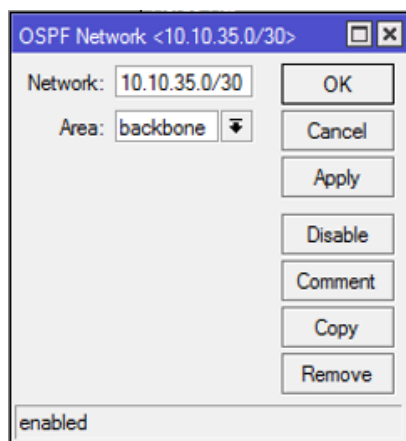 OSPF Network <10.10.35.0/30>
Network: 10.10.35.0/30
Area: backbone
OK
Cancel
Apply
Disable
Comment
Copy
Remove
enabled